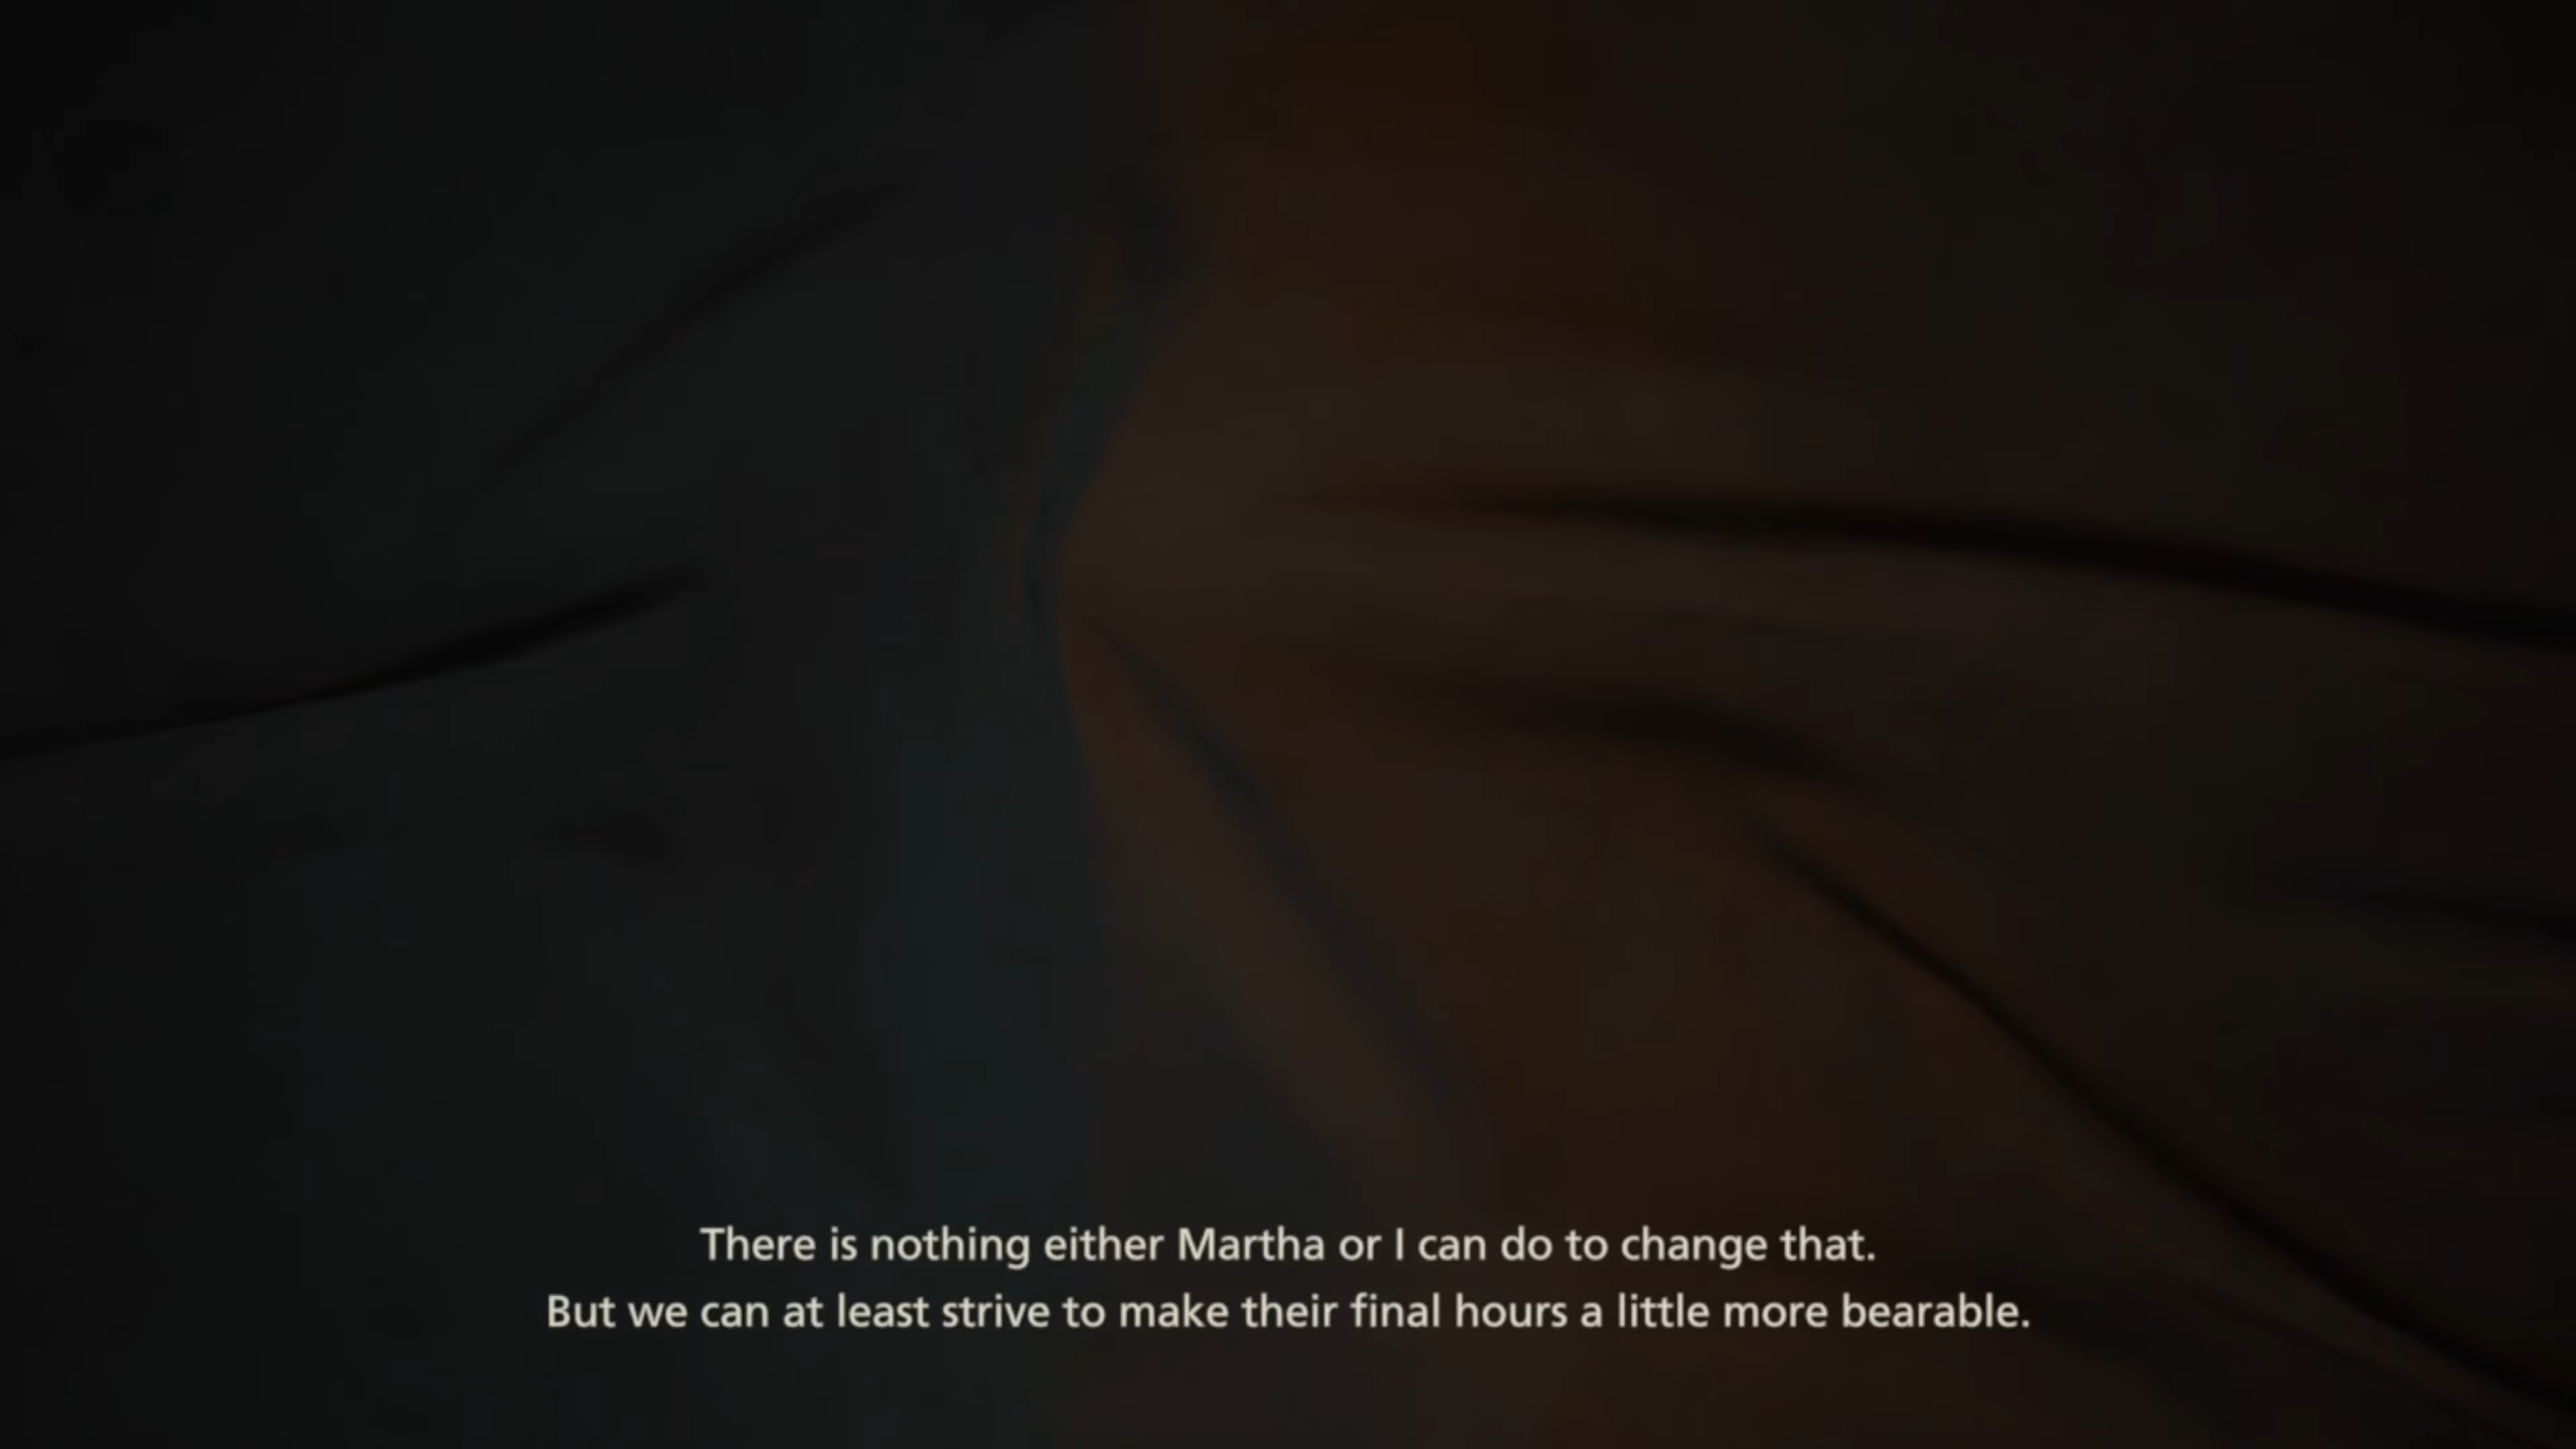 There is nothing either Martha or I can do to change that.
But we can at least strive to make their final hours a little more bearable.